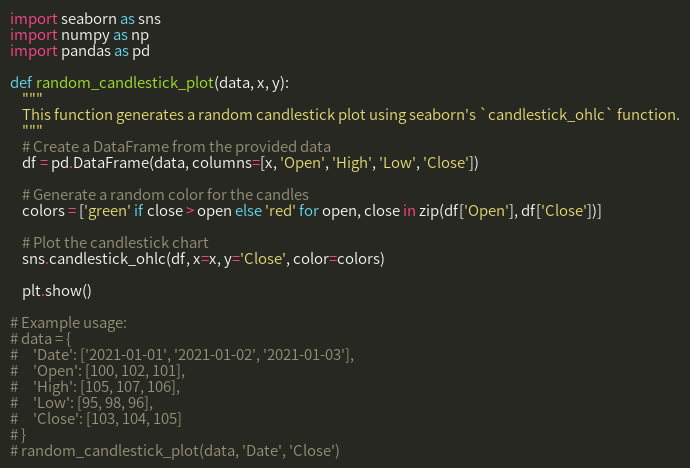 import seaborn as sns
import numpy as np
import pandas as pd
def random_candlestick_plot(data, x, y):
"""
This function generates a random candlestick plot using seaborn's `candlestick_ohlc` function.
"""
# Create a DataFrame from the provided data
df = pd.DataFrame(data, columns=[x, 'Open', 'High', 'Low', 'Close'])
# Generate a random color for the candles
colors = ['green' if close > open else 'red' for open, close in zip(df['Open'], df['Close'])]
# Plot the candlestick chart
sns.candlestick_ohlc(df, x=x, y='Close', color=colors)
plt.show()
# Example usage:
# data = {
#    'Date': ['2021-01-01', '2021-01-02', '2021-01-03'],
#    'Open': [100, 102, 101],
#    'High': [105, 107, 106],
#    'Low': [95, 98, 96],
#    'Close': [103, 104, 105]
# }
# random_candlestick_plot(data, 'Date', 'Close')